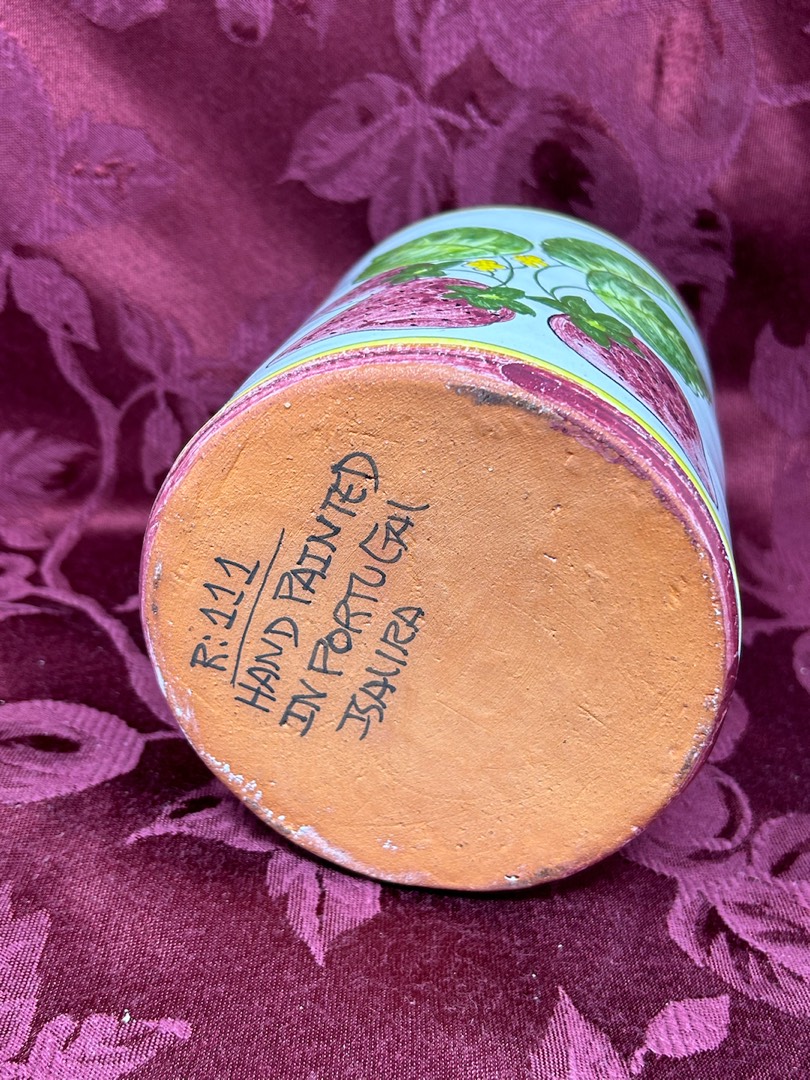 R:111
HAND PAINTED
IN PORTUGAL
ISAURA